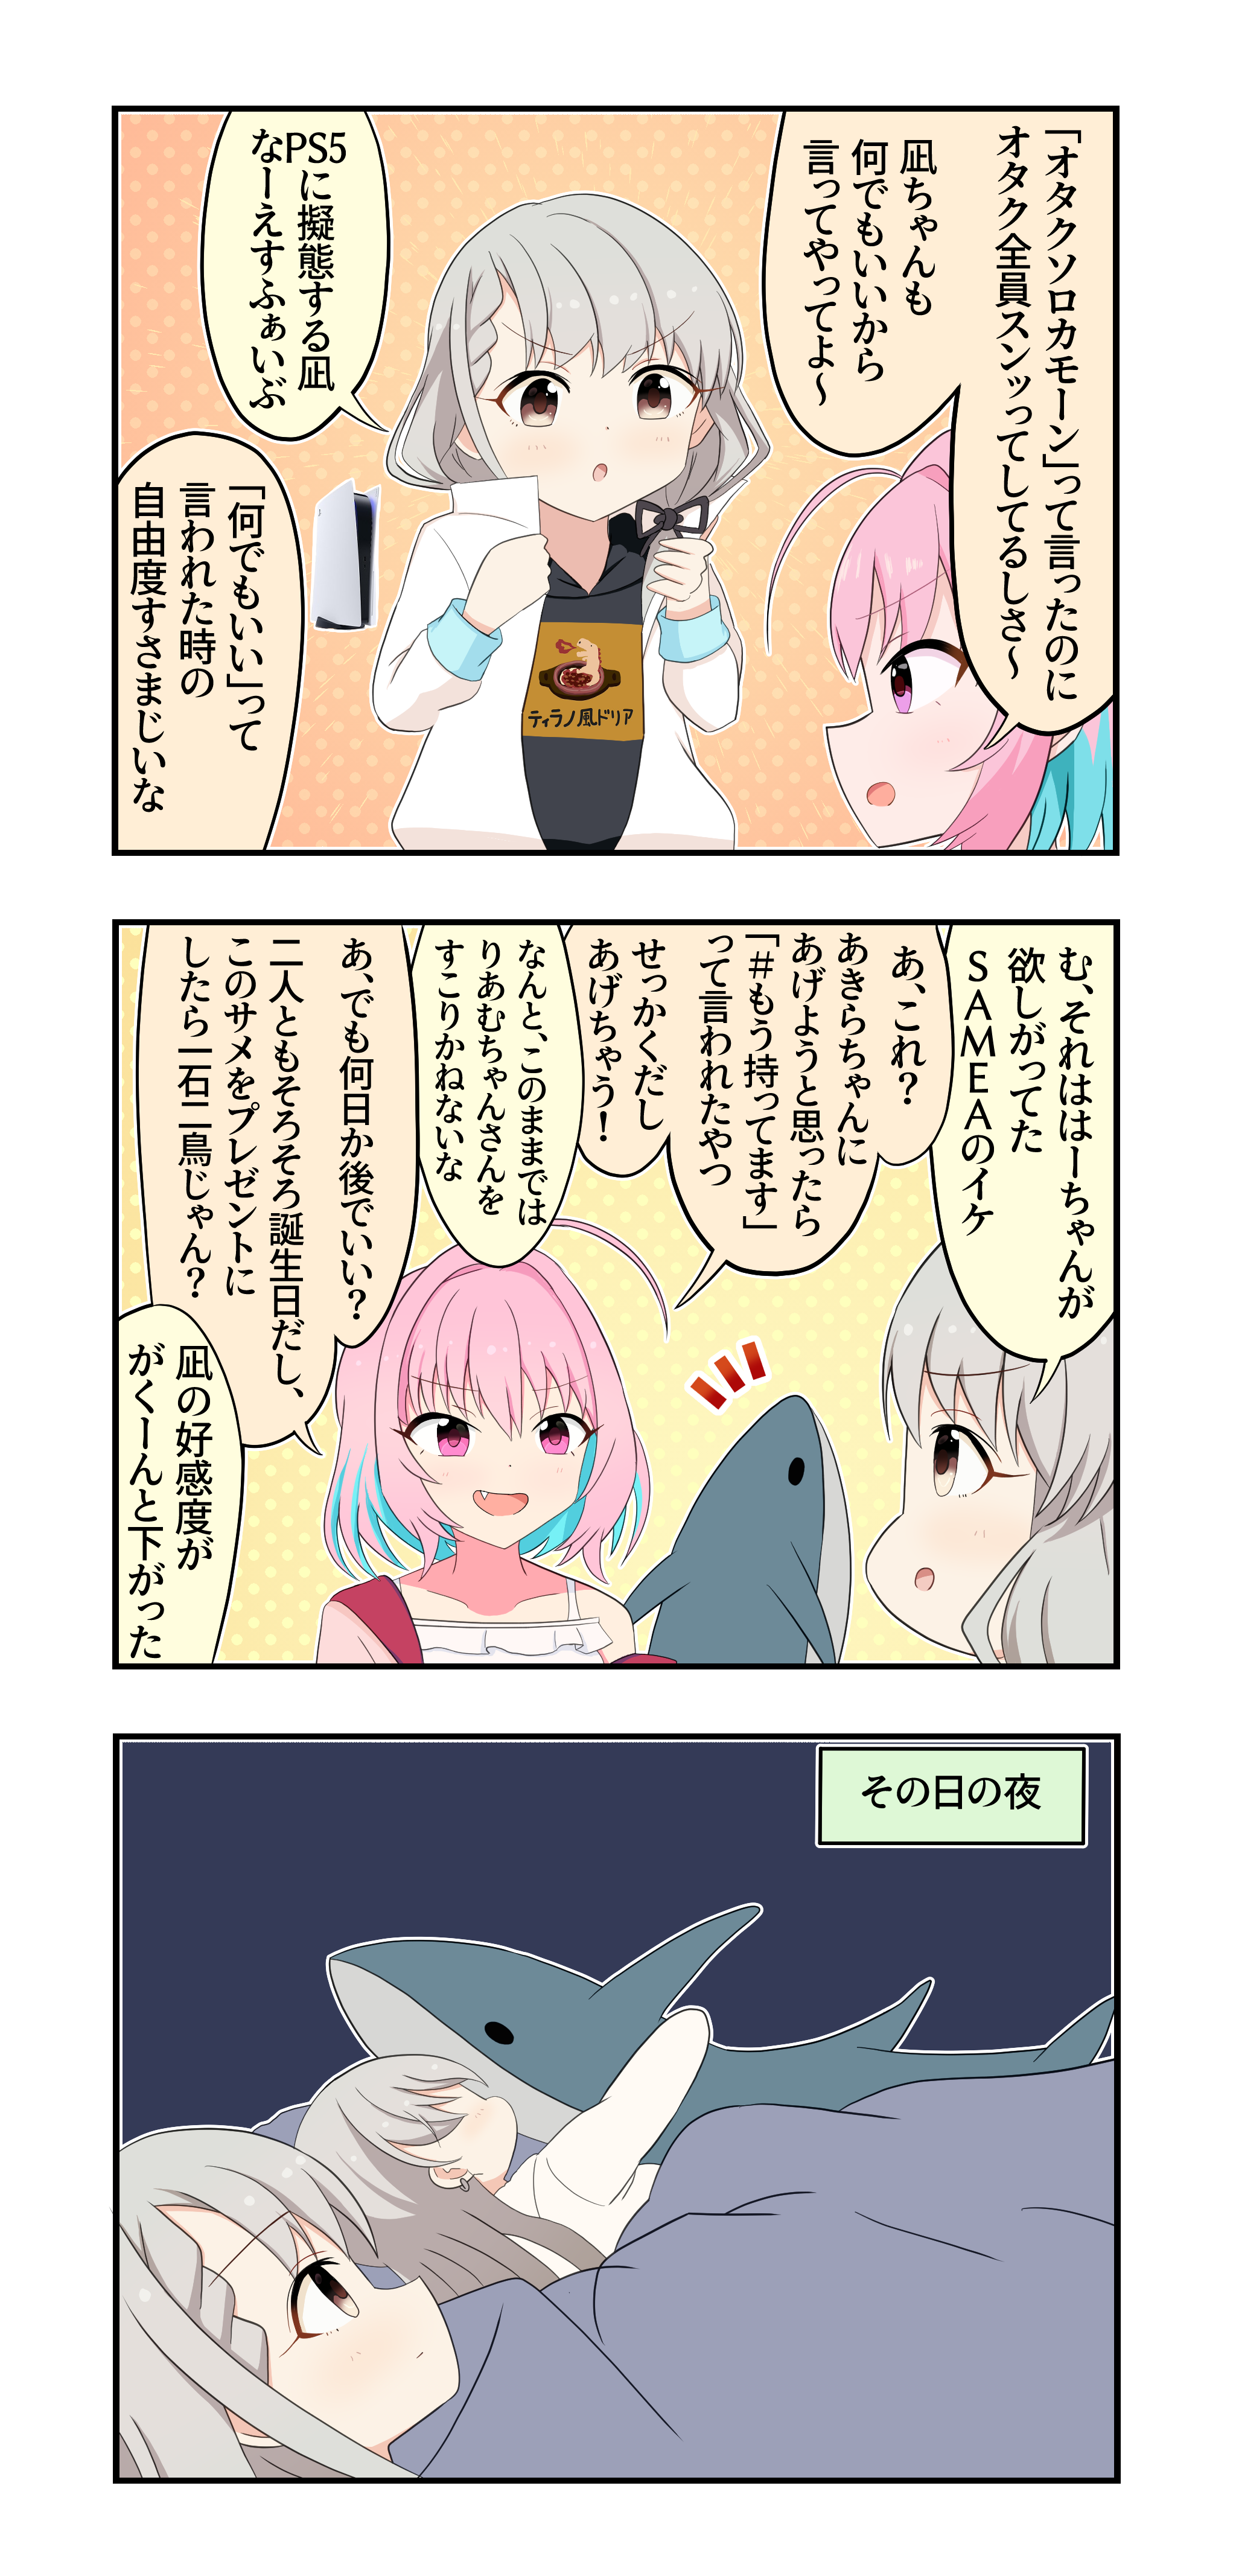 「オタクソロカモーン」って言ったのに
オタク全員スンッってしてるしさ〜
凪ちゃんも
何でもいいから
言ってやってよ〜
PS5に擬態する凪
なーえすふぁいぶ
ティラノ風ドリア
「何でもいい」って
言われた時の
自由度すさまじいな
む、それははーちゃんが
欲しがってた
SAMEAのイケ
あ、これ？
あきらちゃんに
あげようと思ったら
「#もう持ってます」
って言われたやつ
せっかくだし
あげちゃう！
なんと、このままでは
りあむちゃんさんを
すこりかねないな
あ、でも何日か後でいい？
二人ともそろそろ誕生日だし、
このサメをプレゼントに
したら一石二鳥じゃん？
凪の好感度が
がくーんと下がった
その日の夜